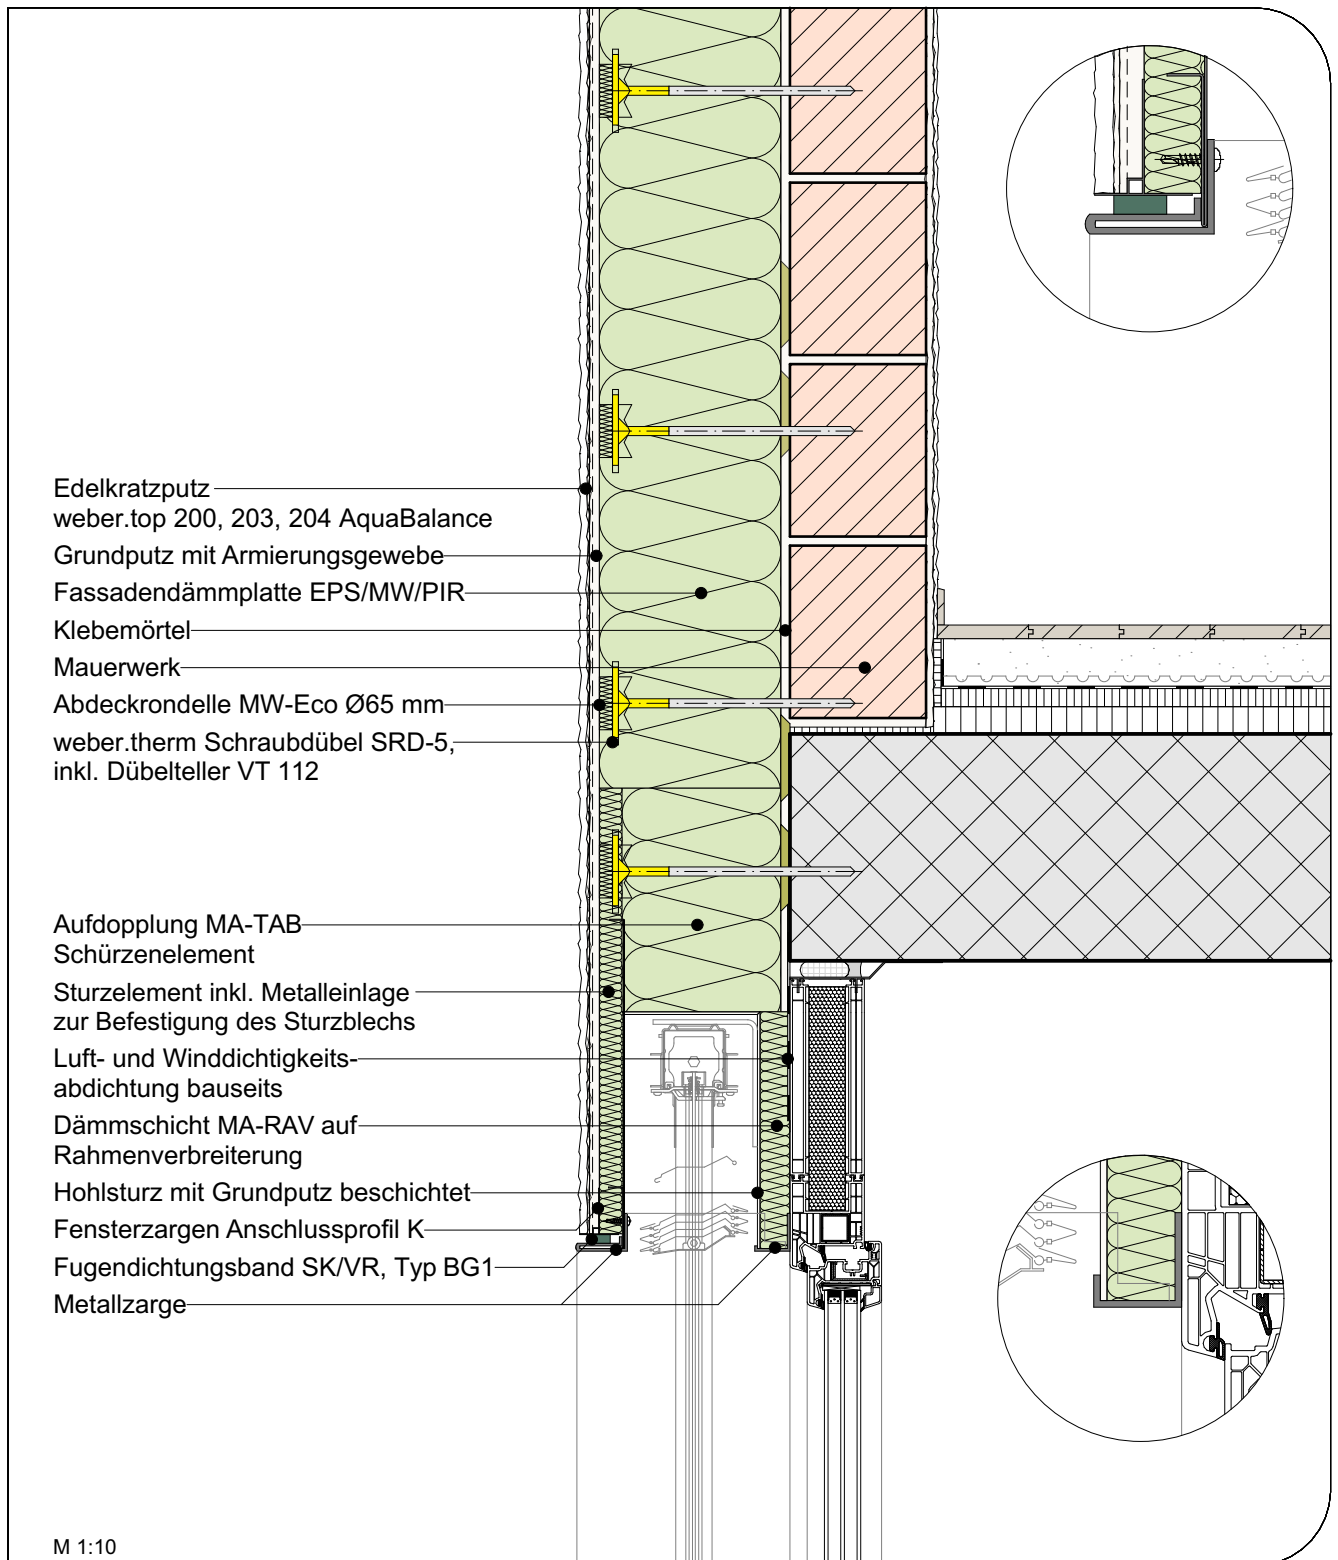 Edelkratzputz
weber.top 200, 203, 204 AquaBalance
Grundputz mit Armierungsgewebe
Fassadendämmplatte EPS/MW/PIR
Klebemörtel
Mauerwerk
Abdeckrondelle MW-Eco Ø65 mm
weber.therm Schraubdübel SRD-5,
inkl. Dübelteller VT 112
Aufdopplung MA-TAB
Schürzenelement
Sturzelement inkl. Metalleinlage
zur Befestigung des Sturzblechs
Luft- und Winddichtigkeits-
abdichtung bauseits
Dämmschicht MA-RAV auf
Rahmenverbreiterung
Hohlsturz mit Grundputz beschichtet
Fensterzargen Anschlussprofil K
Fugendichtungsband SK/VR, Typ BG1
Metallzarge
M 1:10